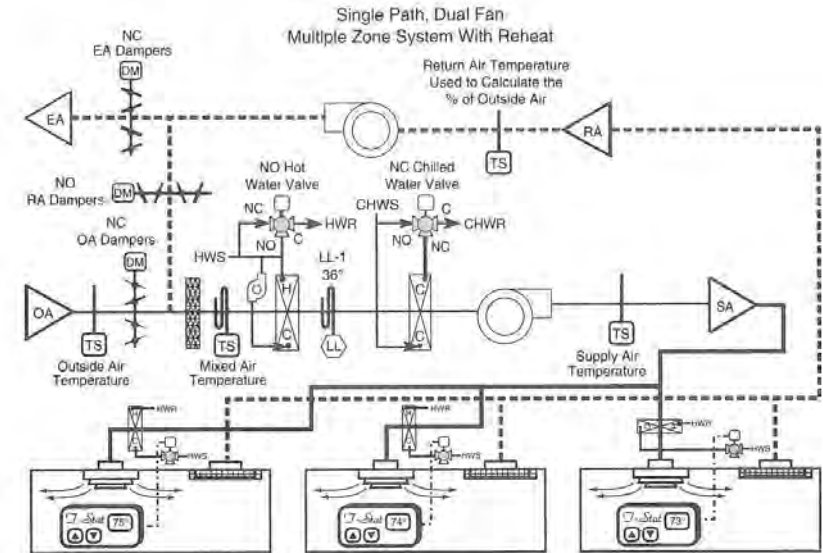 Single Path, Dual Fan
Multiple Zone System With Reheat
NC
EA Dampers
DM
EA
Return Air Temperature
Used to Calculate the
% of Outside Air
RA
TS
NO
RA Dampers
DM
NC
OA Dampers
DM
NO Hot
Water Valve
NC
HWR
C
NO
HWS
LL-1
36°
LL
H
C
NC Chilled
Water Valve
CHWS
C
CHWR
NO
NC
C
C
OA
TS
Outside Air
Temperature
TS
Mixed Air
Temperature
TS
Supply Air
Temperature
SA
HWR
HWS
HWR
HWS
HWR
HWS
T-Stat 75°
T-Stat 74°
T-Stat 73°